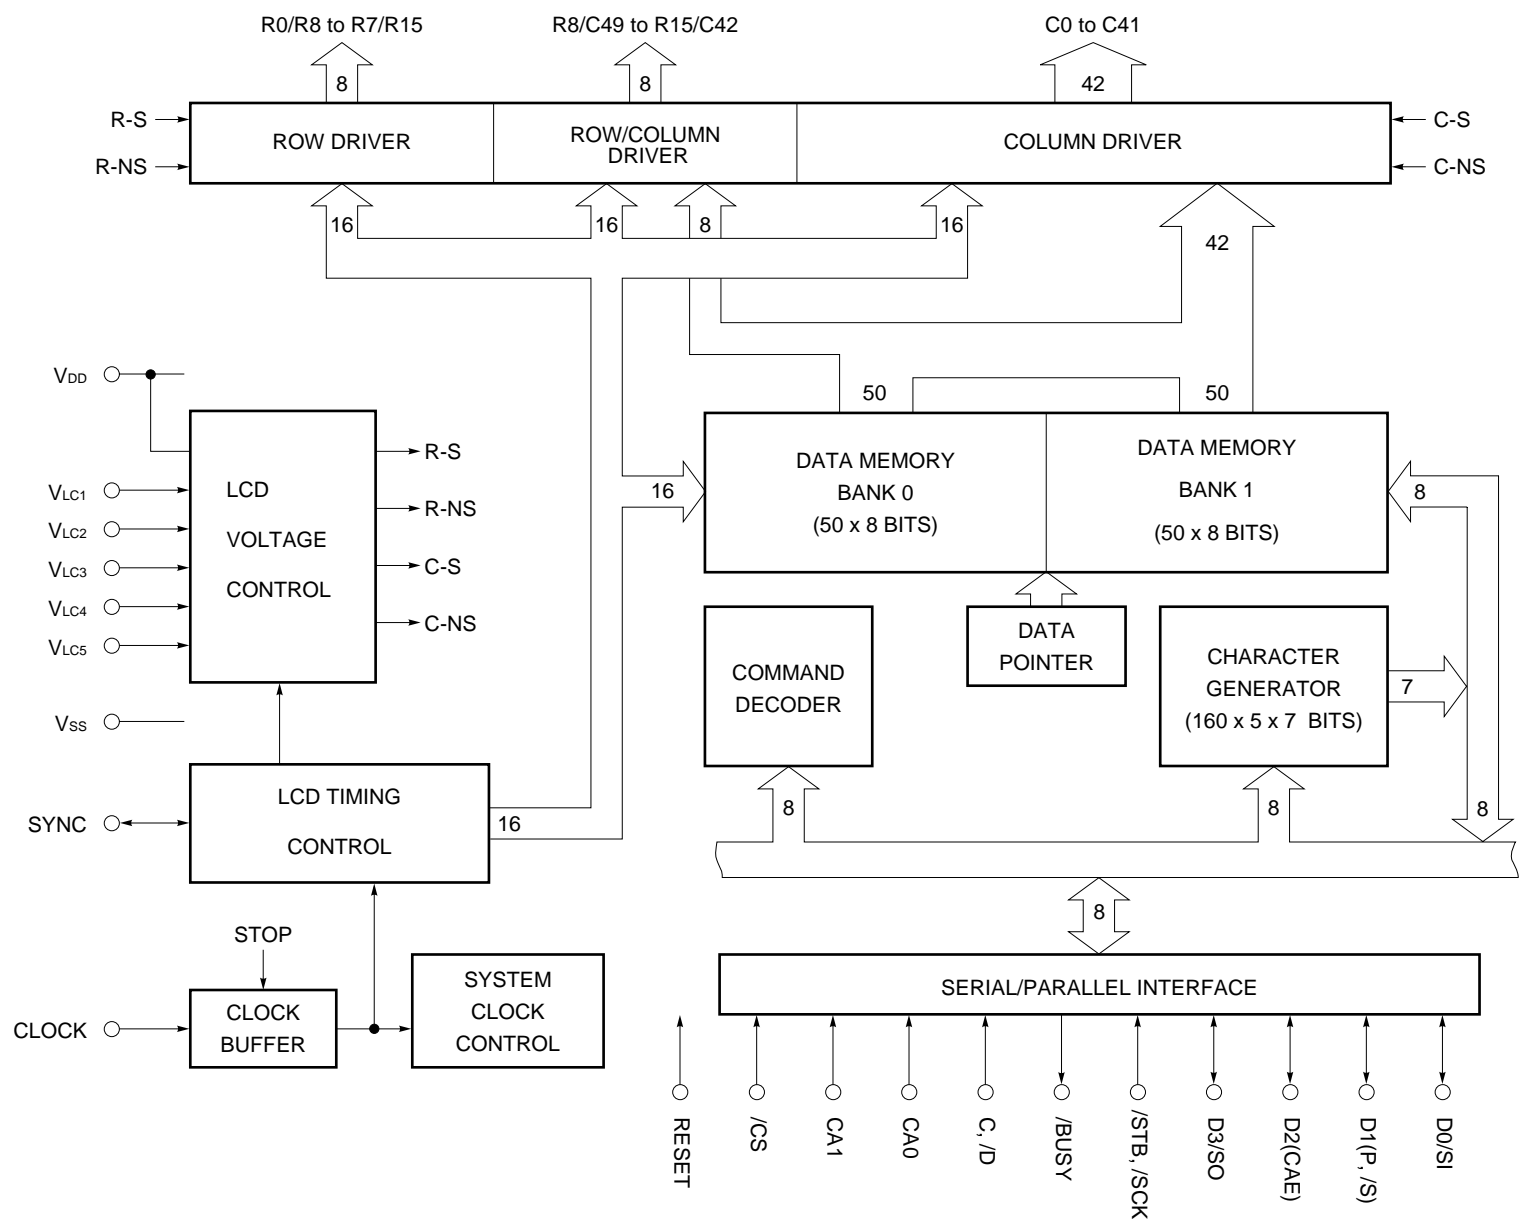 R0/R8 to R7/R15
R8/C49 to R15/C42
C0 to C41
8
8
42
R-S
R-NS
ROW DRIVER
ROW/COLUMN
DRIVER
COLUMN DRIVER
C-S
C-NS
16
16
8
16
42
VDD
50
50
LCD
VOLTAGE
CONTROL
R-S
R-NS
C-S
C-NS
VLC1
VLC2
VLC3
VLC4
VLC5
VSS
16
DATA MEMORY
BANK 0
(50 x 8 BITS)
DATA MEMORY
BANK 1
(50 x 8 BITS)
8
COMMAND
DECODER
DATA
POINTER
CHARACTER
GENERATOR
(160 x 5 x 7 BITS)
7
LCD TIMING
CONTROL
SYNC
16
8
8
8
8
STOP
CLOCK
CLOCK
BUFFER
SYSTEM
CLOCK
CONTROL
SERIAL/PARALLEL INTERFACE
RESET
/CS
CA1
CA0
C, /D
/BUSY
/STB, /SCK
D3/SO
D2(CAE)
D1(P, /S)
D0/SI